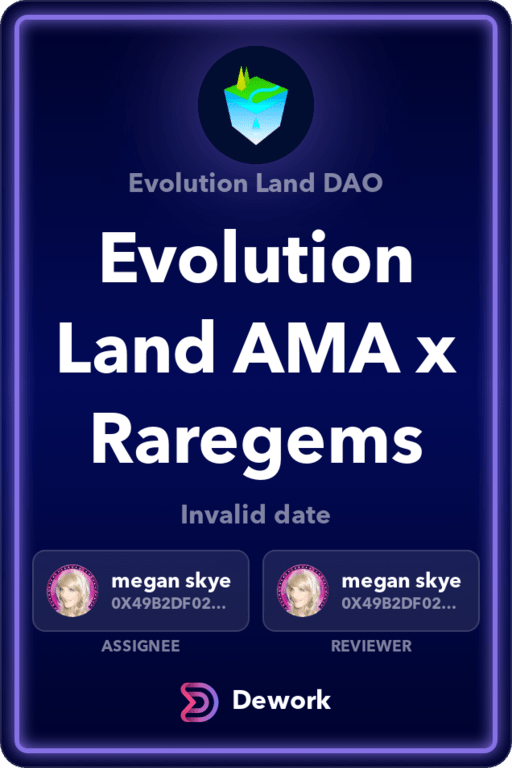 Evolution Land DAO
Evolution
Land AMA x
Raregems
Invalid date
megan skye
0X49B2DF02...
ASSIGNEE
megan skye
0X49B2DF02...
REVIEWER
Dework